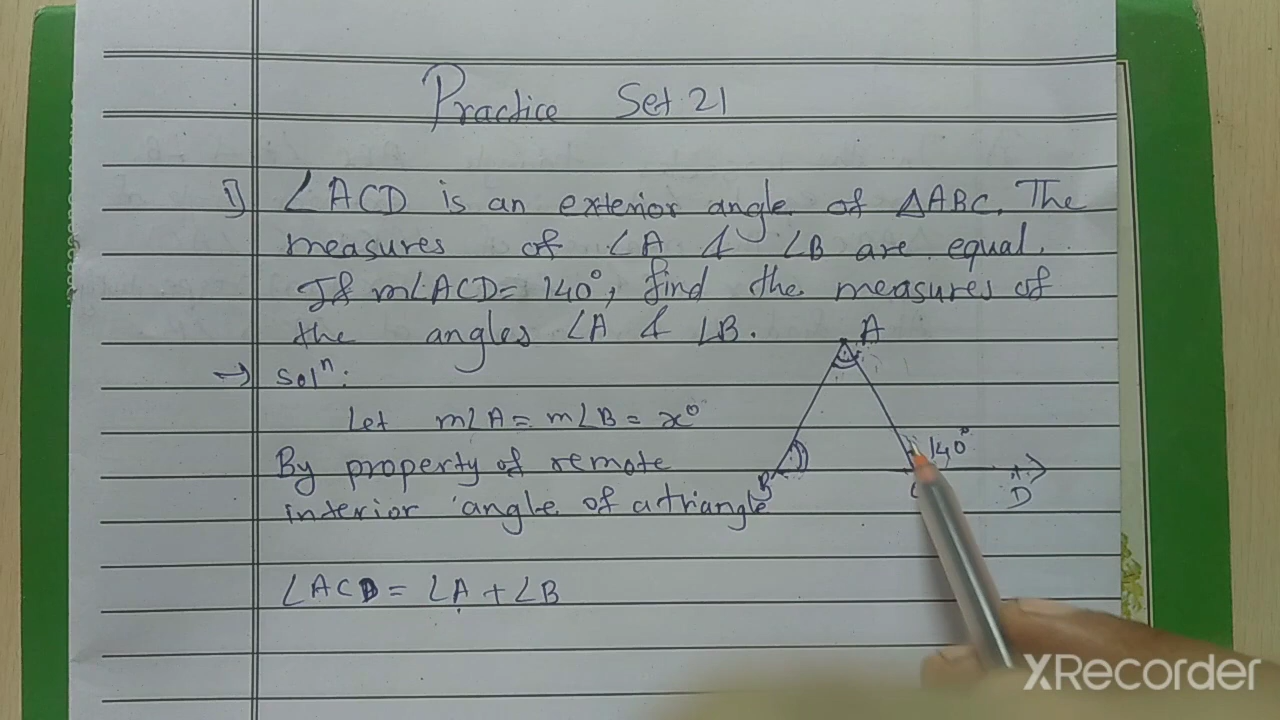 Practice Set 21
1) ∠ACD is an exterior angle of △ABC. The
measures of ∠A & ∠B are equal.
If m∠ACD = 140°, find the measures of
the angles ∠A & ∠B.
→ Solⁿ:
Let m∠A = m∠B = x°
By property of remote
interior angle of a triangle
∠ACD = ∠A + ∠B
A
140°
B
D
XRecorder